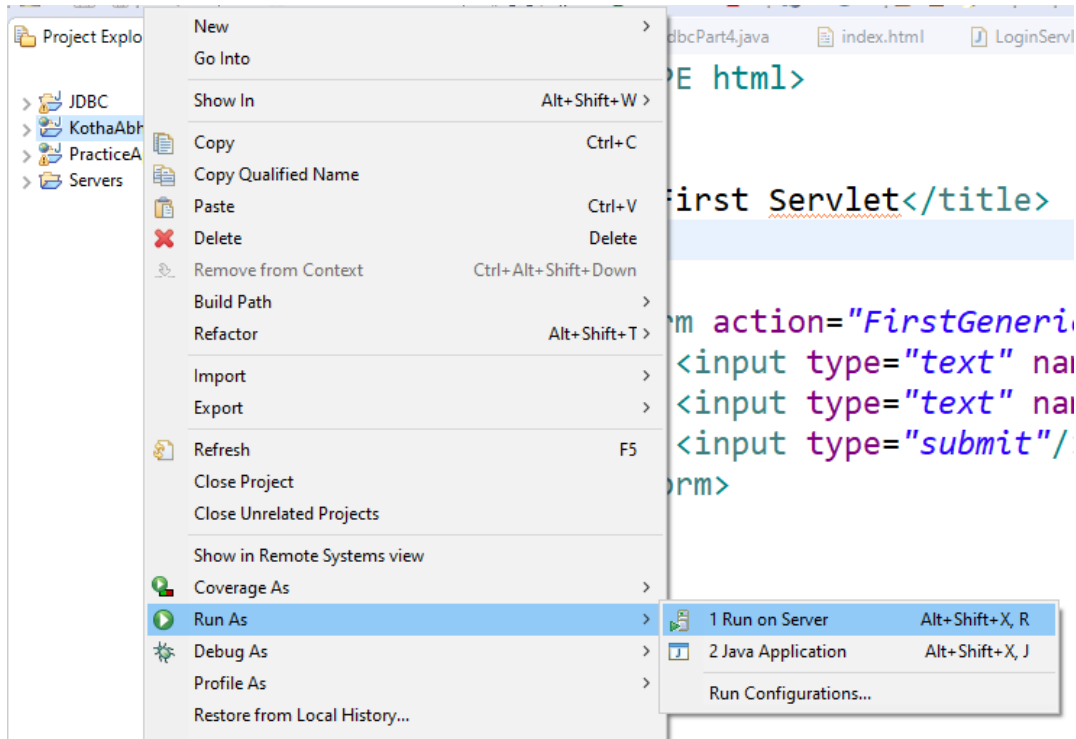 Project Explo
JDBC
KothaAbh
PracticeA
Servers
New
Go Into
Show In Alt+Shift+W
Copy Ctrl+C
Copy Qualified Name
Paste Ctrl+V
Delete Delete
Remove from Context Ctrl+Alt+Shift+Down
Build Path
Refactor Alt+Shift+T
Import
Export
Refresh F5
Close Project
Close Unrelated Projects
Show in Remote Systems view
Coverage As
Run As
Debug As
Profile As
Restore from Local History...
1 Run on Server Alt+Shift+X, R
2 Java Application Alt+Shift+X, J
Run Configurations...
dbcPart4.java index.html LoginServl
PE html>
First Servlet</title>
rm action="FirstGeneri
<input type="text" nam
<input type="text" nam
<input type="submit"/>
orm>